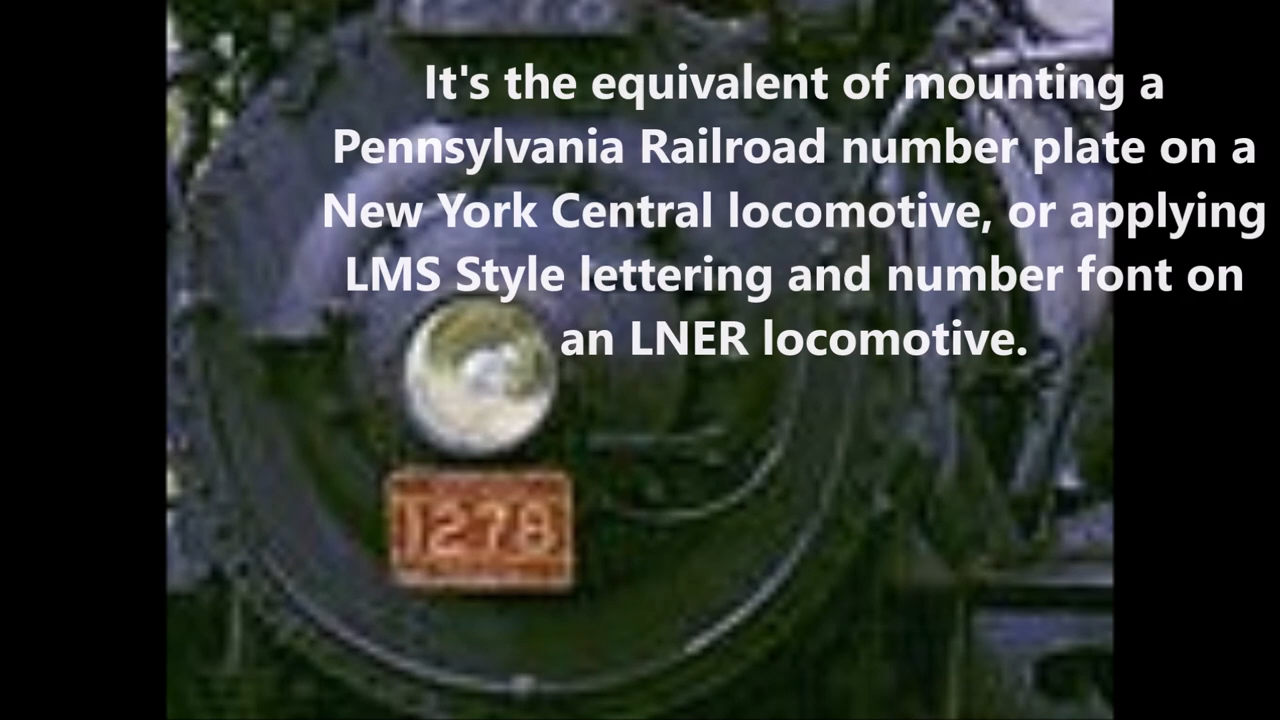 It's the equivalent of mounting a
Pennsylvania Railroad number plate on a
New York Central locomotive, or applying
LMS Style lettering and number font on
an LNER locomotive.
1278